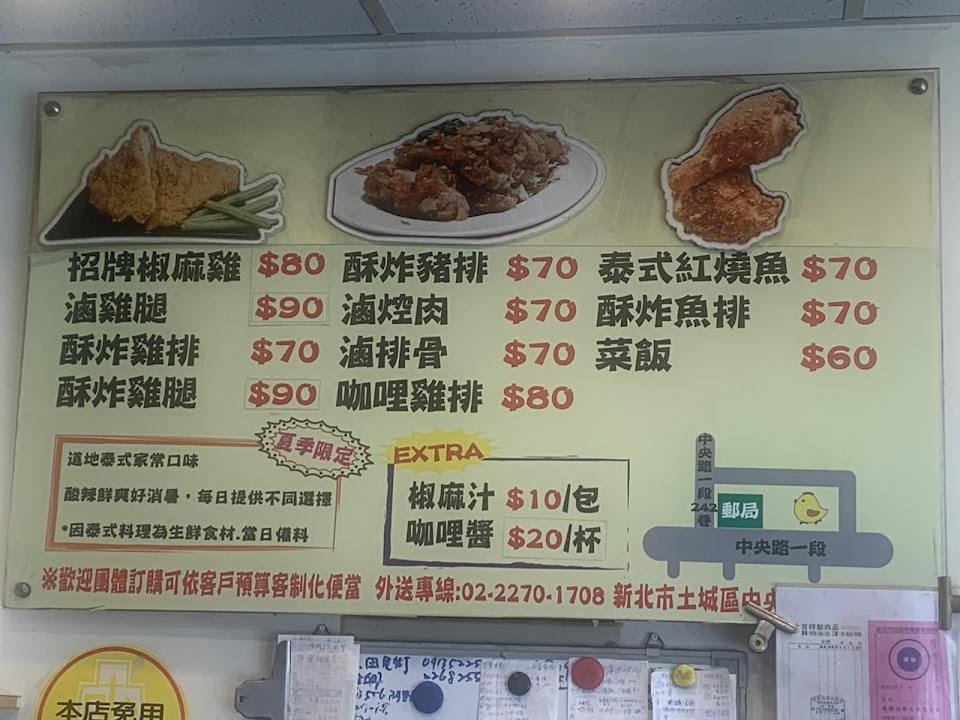 招牌椒麻雞 $80 酥炸豬排 $70 泰式紅燒魚 $70
滷雞腿 $90 滷焢肉 $70 酥炸魚排 $70
酥炸雞排 $70 滷排骨 $70 菜飯 $60
酥炸雞腿 $90 咖哩雞排 $80
夏季限定
道地泰式家常口味
酸辣鮮爽好消暑，每日提供不同選擇
*因泰式料理為生鮮食材.當日備料
EXTRA
椒麻汁 $10/包
咖哩醬 $20/杯
中央路一段
242巷
郵局
中央路一段
※歡迎團體訂購可依客戶預算客制化便當 外送專線:02-2270-1708 新北市土城區中央
本店免用